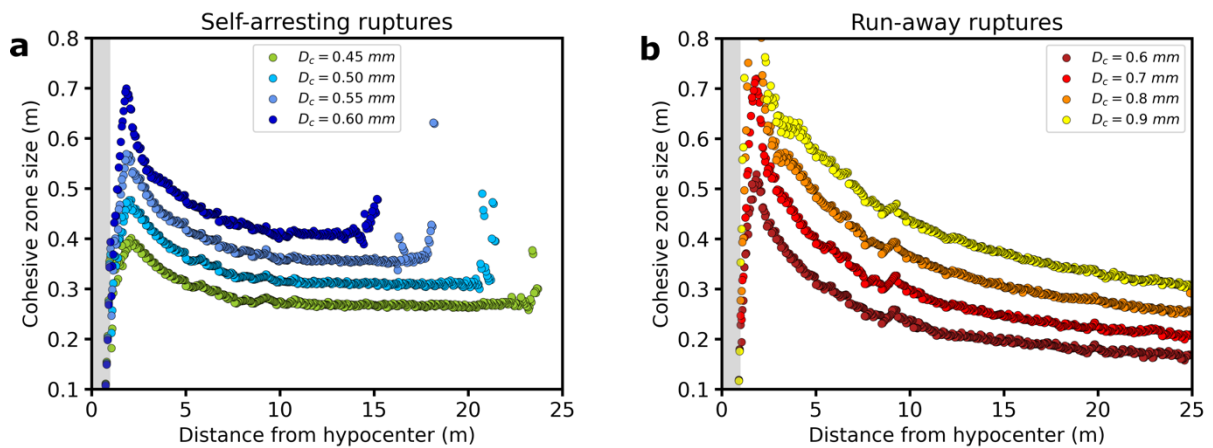 Self-arresting ruptures
a
0.8
0.7
0.6
0.5
0.4
0.3
0.2
0.1
Cohesive zone size (m)
D_c = 0.45 mm
D_c = 0.50 mm
D_c = 0.55 mm
D_c = 0.60 mm
0 5 10 15 20 25
Distance from hypocenter (m)
Run-away ruptures
b
0.8
0.7
0.6
0.5
0.4
0.3
0.2
0.1
Cohesive zone size (m)
D_c = 0.6 mm
D_c = 0.7 mm
D_c = 0.8 mm
D_c = 0.9 mm
0 5 10 15 20 25
Distance from hypocenter (m)